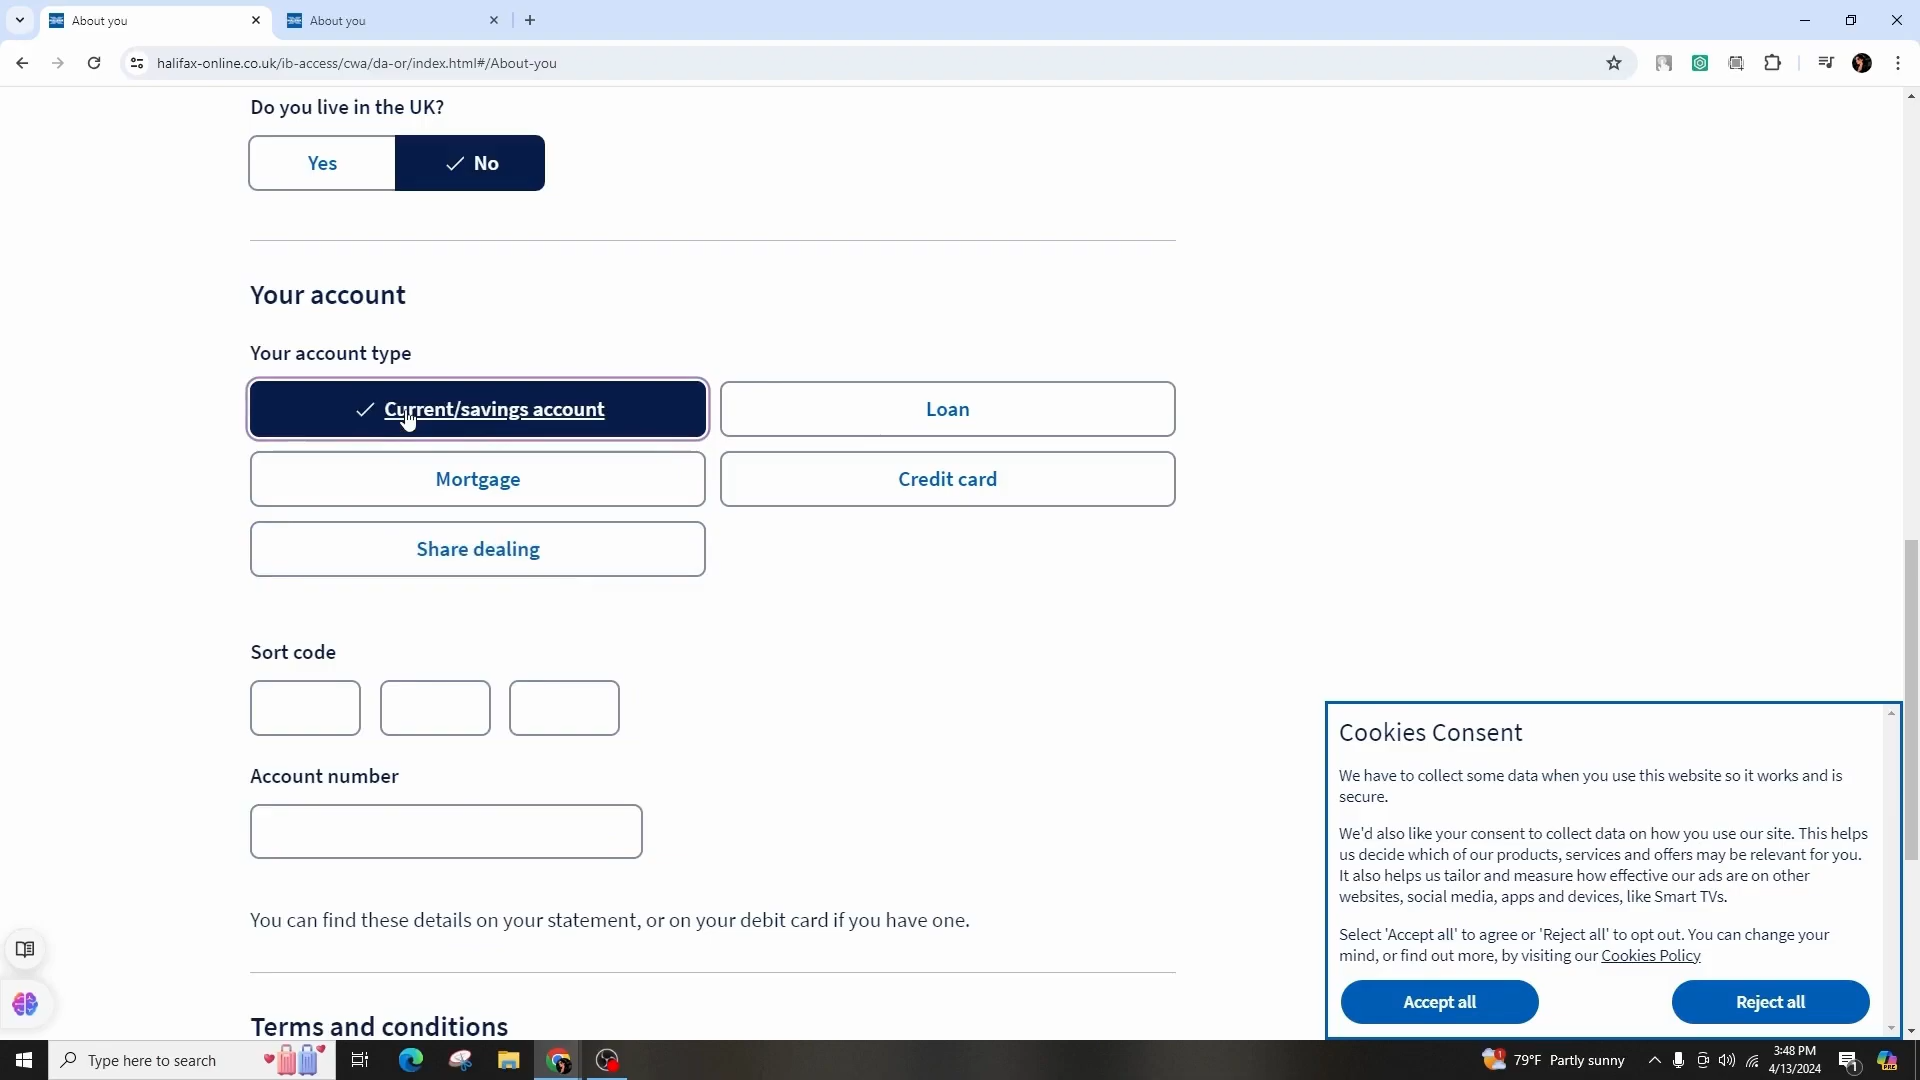 About you
About you
halifax-online.co.uk/ib-access/cwa/da-or/index.html#/About-you
Do you live in the UK?
Yes
No
Your account
Your account type
Current/savings account
Loan
Mortgage
Credit card
Share dealing
Sort code
Account number
You can find these details on your statement, or on your debit card if you have one.
Terms and conditions
Cookies Consent
We have to collect some data when you use this website so it works and is
secure.
We'd also like your consent to collect data on how you use our site. This helps
us decide which of our products, services and offers may be relevant for you.
It also helps us tailor and measure how effective our ads are on other
websites, social media, apps and devices, like Smart TVs.
Select 'Accept all' to agree or 'Reject all' to opt out. You can change your
mind, or find out more, by visiting our Cookies Policy
Accept all
Reject all
Type here to search
1
79°F Partly sunny
3:48 PM
4/13/2024
1
PRE